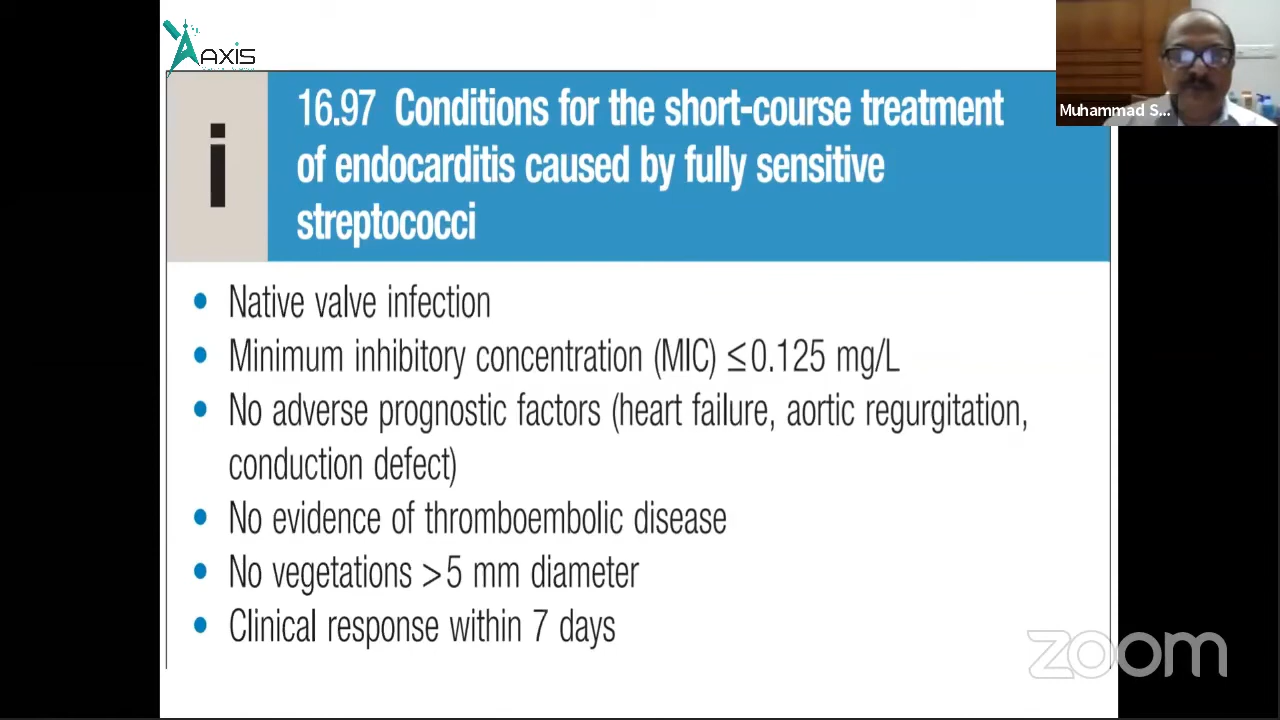 AXIS
Muhammad S...
i
16.97 Conditions for the short-course treatment
of endocarditis caused by fully sensitive
streptococci
• Native valve infection
• Minimum inhibitory concentration (MIC) ≤0.125 mg/L
• No adverse prognostic factors (heart failure, aortic regurgitation,
conduction defect)
• No evidence of thromboembolic disease
• No vegetations >5 mm diameter
• Clinical response within 7 days
zoom